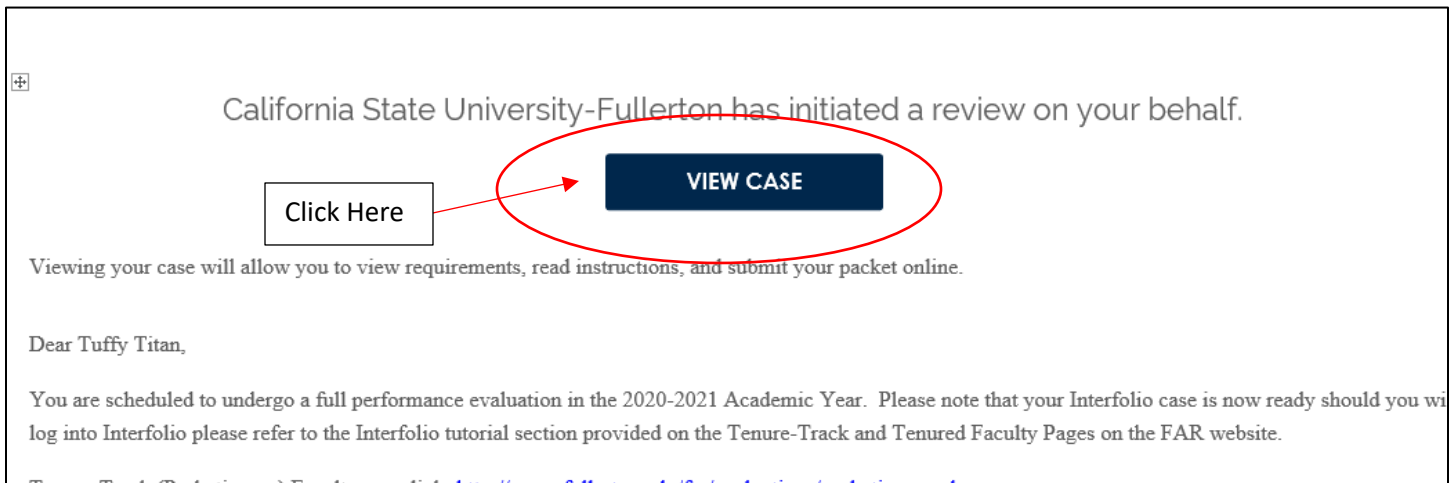 California State University-Fullerton has initiated a review on your behalf.
VIEW CASE
Click Here
Viewing your case will allow you to view requirements, read instructions, and submit your packet online.
Dear Tuffy Titan,
You are scheduled to undergo a full performance evaluation in the 2020-2021 Academic Year. Please note that your Interfolio case is now ready should you
log into Interfolio please refer to the Interfolio tutorial section provided on the Tenure-Track and Tenured Faculty Pages on the FAR website.